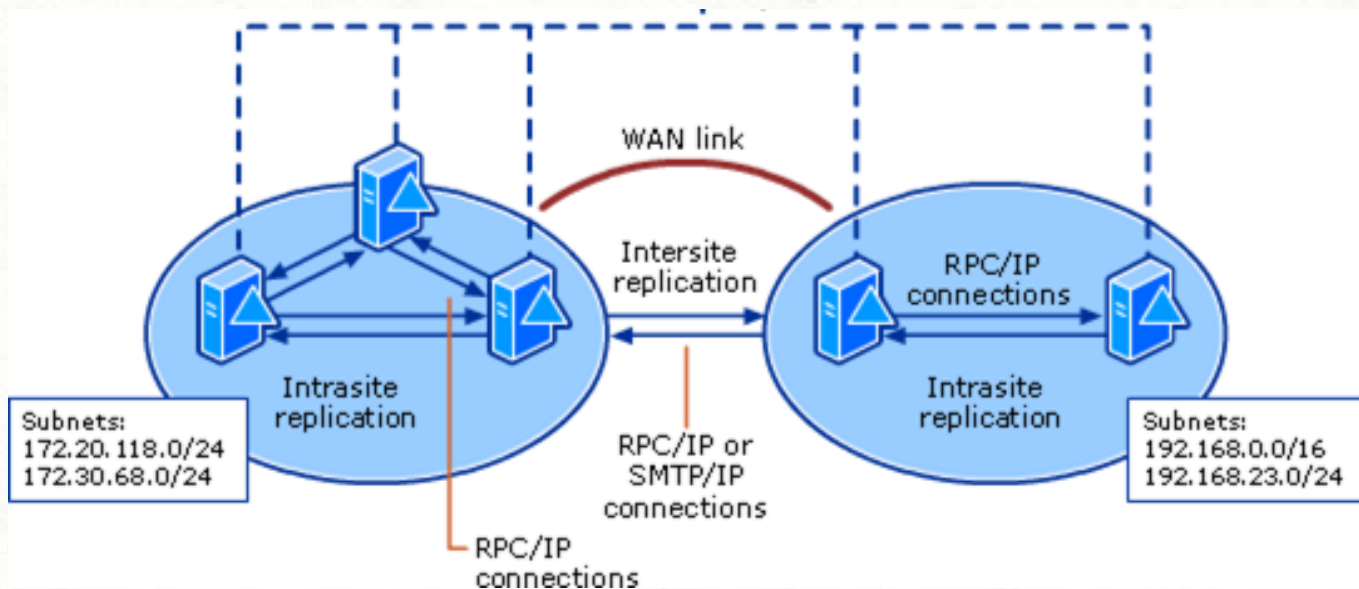 WAN link
Intersite
replication
RPC/IP
connections
Intrasite
replication
Intrasite
replication
Subnets:
172.20.118.0/24
172.30.68.0/24
Subnets:
192.168.0.0/16
192.168.23.0/24
RPC/IP or
SMTP/IP
connections
RPC/IP
connections